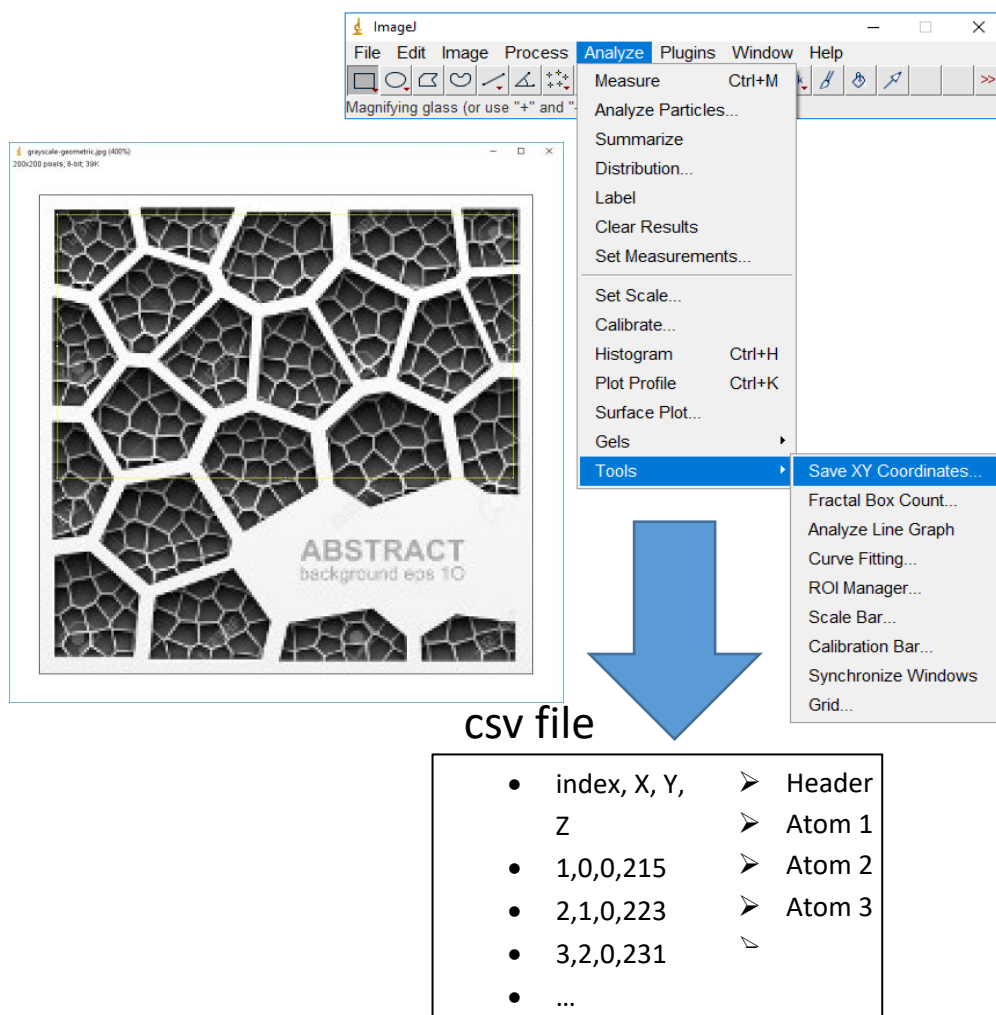 ImageJ
File Edit Image Process Analyze Plugins Window Help
Magnifying glass (or use "+" and "-
Measure Ctrl+M
Analyze Particles...
Summarize
Distribution...
Label
Clear Results
Set Measurements...
Set Scale...
Calibrate...
Histogram Ctrl+H
Plot Profile Ctrl+K
Surface Plot...
Gels
Tools
Save XY Coordinates...
Fractal Box Count...
Analyze Line Graph
Curve Fitting...
ROI Manager...
Scale Bar...
Calibration Bar...
Synchronize Windows
Grid...
grayscale-geometric.jpg (400%)
280x200 pixels; 8-bit; 39K
ABSTRACT
background eps 10
csv file
index, X, Y,
Z
1,0,0,215
2,1,0,223
3,2,0,231
...
Header
Atom 1
Atom 2
Atom 3